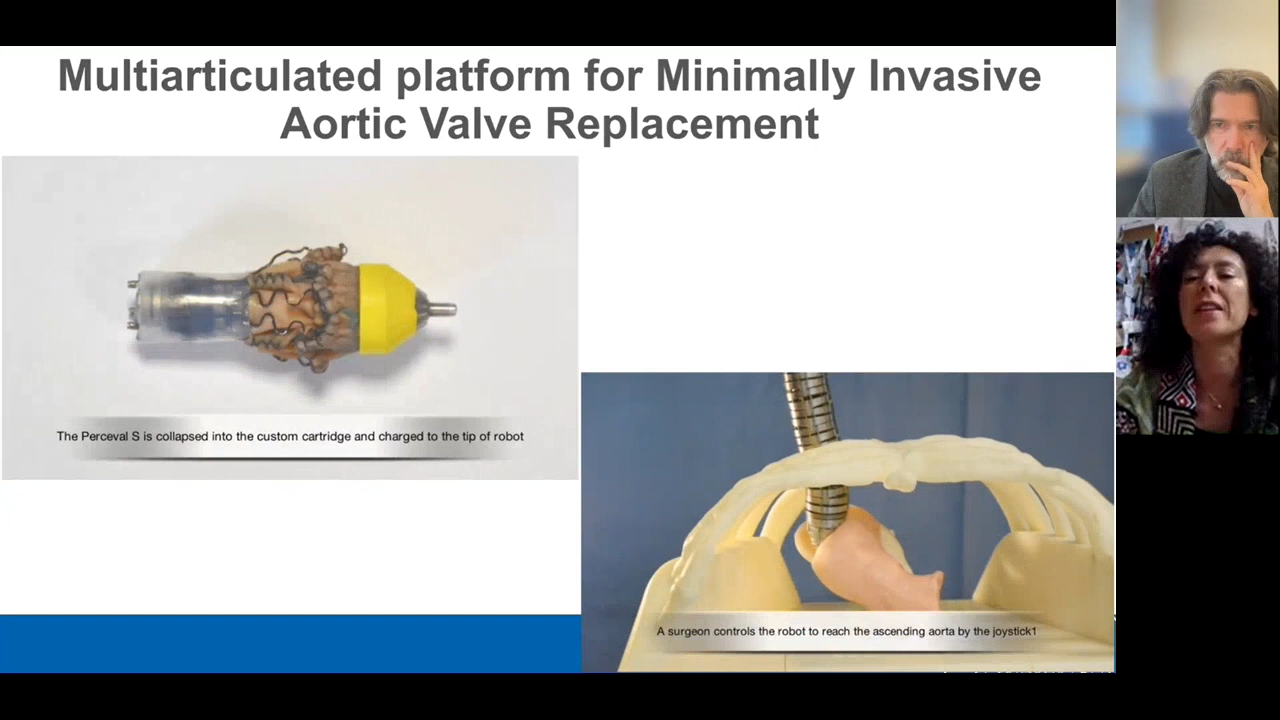 Multiarticulated platform for Minimally Invasive
Aortic Valve Replacement
The Perceval S is collapsed into the custom cartridge and charged to the tip of robot
A surgeon controls the robot to reach the ascending aorta by the joystick1